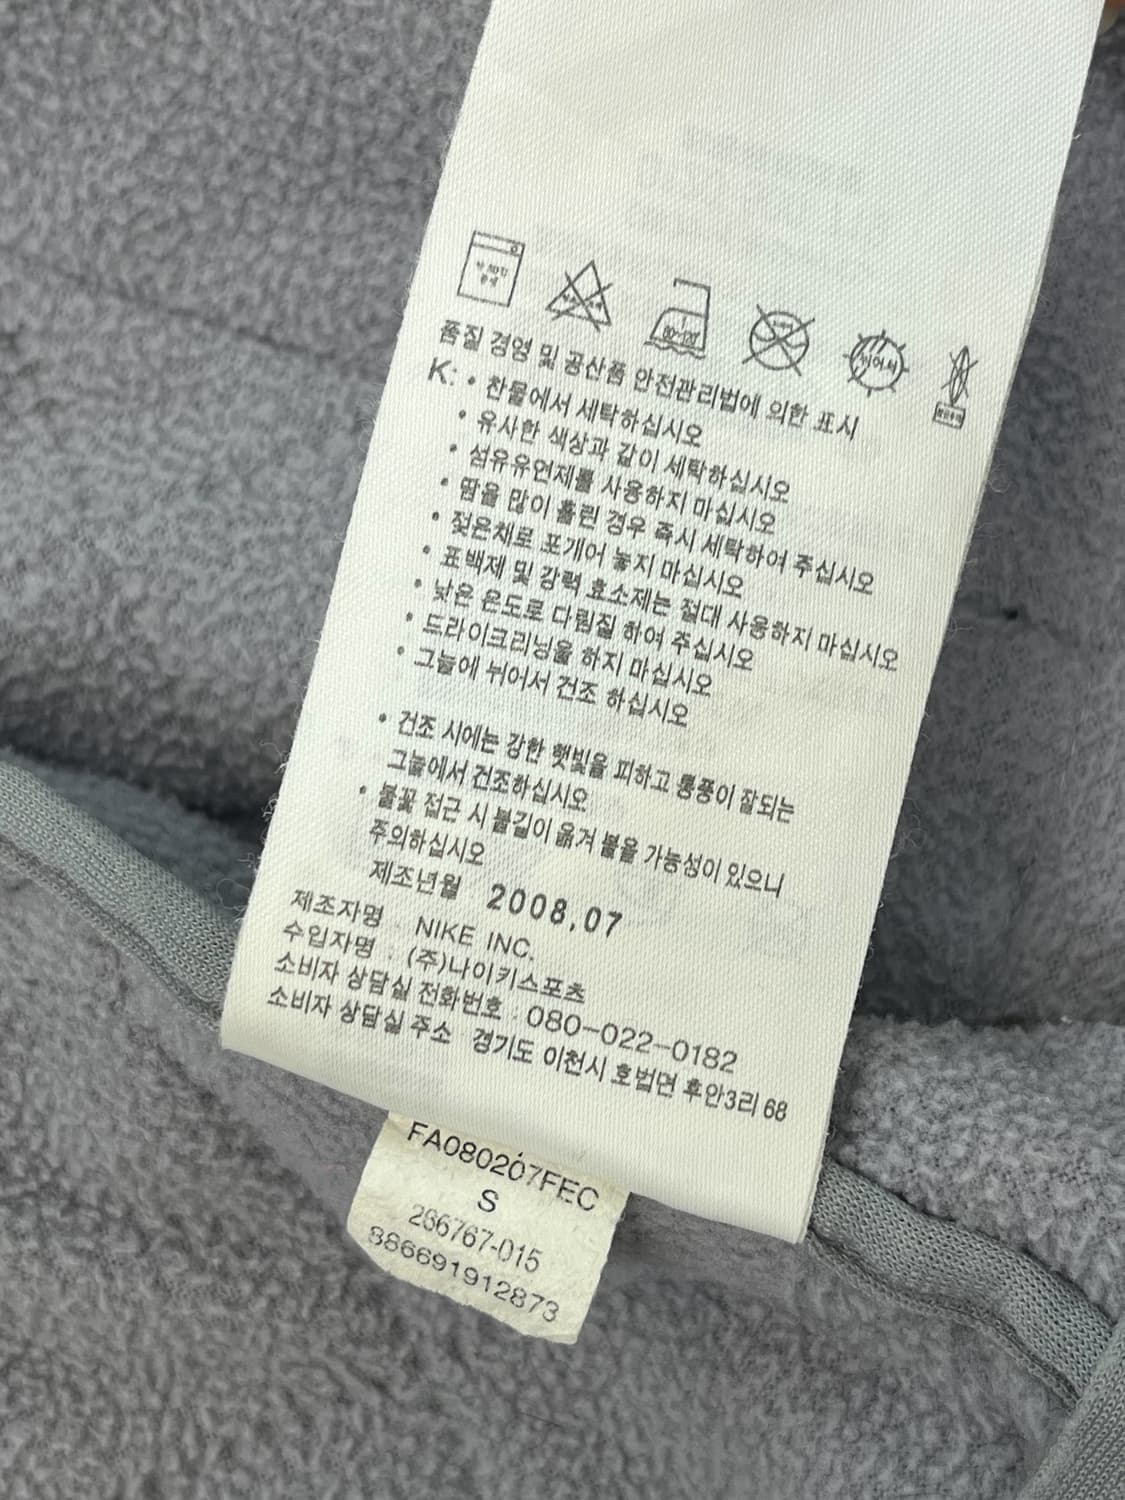 품질 경영 및 공산품 안전관리법에 의한 표시
K: • 찬물에서 세탁하십시오
• 유사한 색상과 같이 세탁하십시오
• 섬유유연제를 사용하지 마십시오
• 땀을 많이 흘린 경우 즉시 세탁하여 주십시오
• 젖은채로 포개어 놓지 마십시오
• 표백제 및 강력 효소제는 절대 사용하지 마십시오
• 낮은 온도로 다림질 하여 주십시오
• 드라이크리닝을 하지 마십시오
• 그늘에 뉘어서 건조 하십시오
• 건조 시에는 강한 햇빛을 피하고 통풍이 잘되는
그늘에서 건조하십시오
• 불꽃 접근 시 불길이 옮겨 붙을 가능성이 있으니
주의하십시오
제조년월 2008.07
제조자명 : NIKE INC.
수입자명 : (주)나이키스포츠
소비자 상담실 전화번호 : 080-022-0182
소비자 상담실 주소 경기도 이천시 호법면 후안3리 68
FA080207FEC
S
266767-015
886691912873